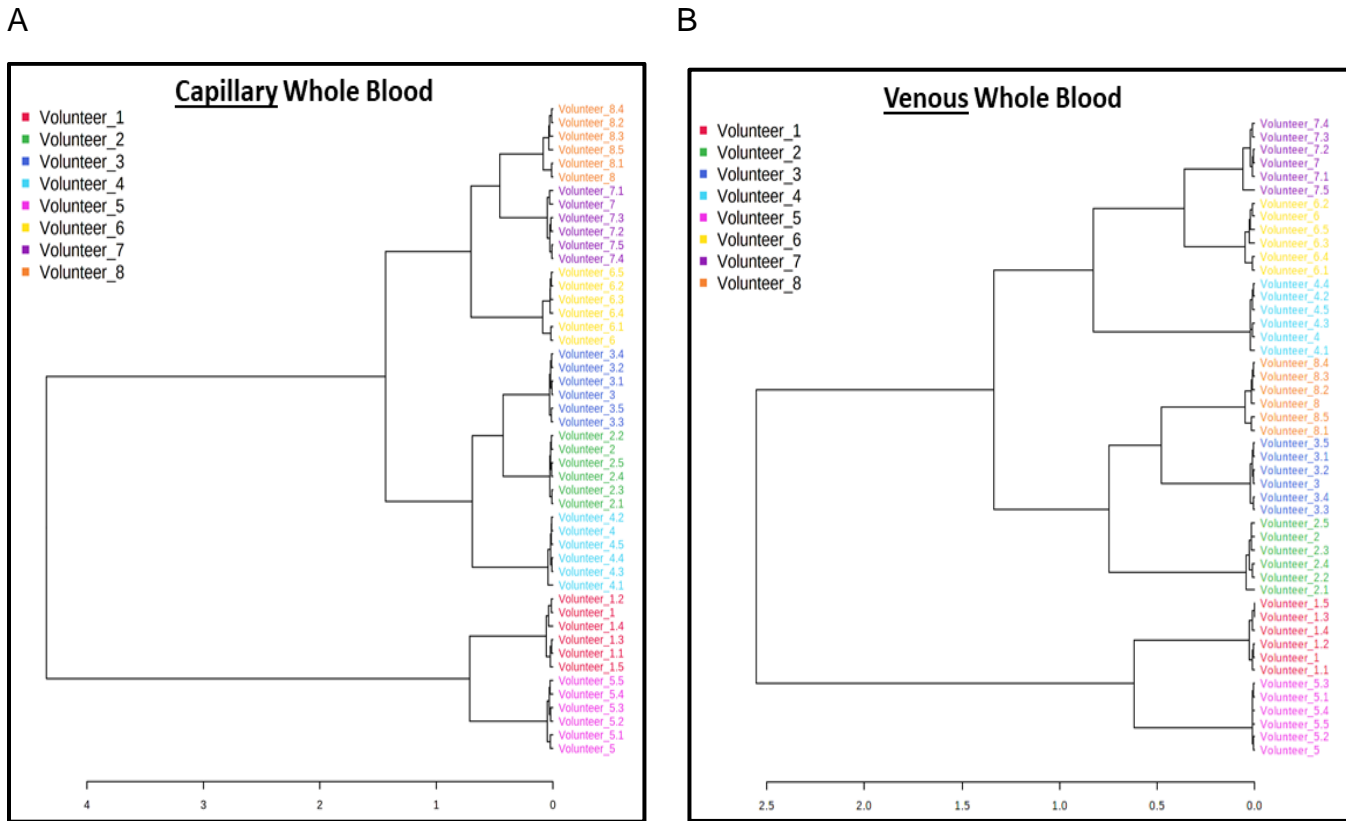 A
Capillary Whole Blood
Volunteer_1
Volunteer_2
Volunteer_3
Volunteer_4
Volunteer_5
Volunteer_6
Volunteer_7
Volunteer_8
Volunteer_8.4
Volunteer_8.2
Volunteer_8.3
Volunteer_8.5
Volunteer_8.1
Volunteer_8
Volunteer_7.1
Volunteer_7
Volunteer_7.3
Volunteer_7.2
Volunteer_7.5
Volunteer_7.4
Volunteer_6.5
Volunteer_6.2
Volunteer_6.3
Volunteer_6.4
Volunteer_6.1
Volunteer_6
Volunteer_3.4
Volunteer_3.2
Volunteer_3.1
Volunteer_3
Volunteer_3.5
Volunteer_3.3
Volunteer_2.2
Volunteer_2
Volunteer_2.5
Volunteer_2.4
Volunteer_2.3
Volunteer_2.1
Volunteer_4.2
Volunteer_4
Volunteer_4.5
Volunteer_4.4
Volunteer_4.3
Volunteer_4.1
Volunteer_1.2
Volunteer_1
Volunteer_1.4
Volunteer_1.3
Volunteer_1.1
Volunteer_1.5
Volunteer_5.5
Volunteer_5.4
Volunteer_5.3
Volunteer_5.2
Volunteer_5.1
Volunteer_5
4 3 2 1 0
B
Venous Whole Blood
Volunteer_1
Volunteer_2
Volunteer_3
Volunteer_4
Volunteer_5
Volunteer_6
Volunteer_7
Volunteer_8
Volunteer_7.4
Volunteer_7.3
Volunteer_7.2
Volunteer_7
Volunteer_7.1
Volunteer_7.5
Volunteer_6.2
Volunteer_6
Volunteer_6.5
Volunteer_6.3
Volunteer_6.4
Volunteer_6.1
Volunteer_4.4
Volunteer_4.2
Volunteer_4.5
Volunteer_4.3
Volunteer_4
Volunteer_4.1
Volunteer_8.4
Volunteer_8.3
Volunteer_8.2
Volunteer_8
Volunteer_8.5
Volunteer_8.1
Volunteer_3.5
Volunteer_3.1
Volunteer_3.2
Volunteer_3
Volunteer_3.4
Volunteer_3.3
Volunteer_2.5
Volunteer_2
Volunteer_2.3
Volunteer_2.4
Volunteer_2.2
Volunteer_2.1
Volunteer_1.5
Volunteer_1.3
Volunteer_1.4
Volunteer_1.2
Volunteer_1
Volunteer_1.1
Volunteer_5.3
Volunteer_5.1
Volunteer_5.4
Volunteer_5.5
Volunteer_5.2
Volunteer_5
2.5 2.0 1.5 1.0 0.5 0.0